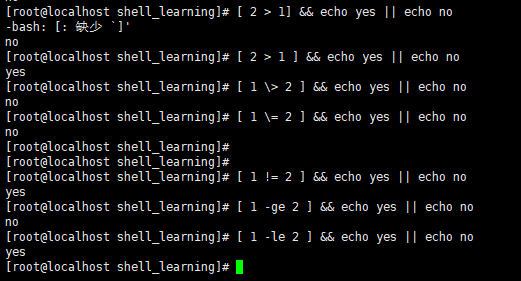 no
[root@localhost shell_learning]# [ 2 > 1] && echo yes || echo no
-bash: [: 缺少 `]'
no
[root@localhost shell_learning]# [ 2 > 1 ] && echo yes || echo no
yes
[root@localhost shell_learning]# [ 1 \> 2 ] && echo yes || echo no
no
[root@localhost shell_learning]# [ 1 \= 2 ] && echo yes || echo no
no
[root@localhost shell_learning]#
[root@localhost shell_learning]#
[root@localhost shell_learning]# [ 1 != 2 ] && echo yes || echo no
yes
[root@localhost shell_learning]# [ 1 -ge 2 ] && echo yes || echo no
no
[root@localhost shell_learning]# [ 1 -le 2 ] && echo yes || echo no
yes
[root@localhost shell_learning]#